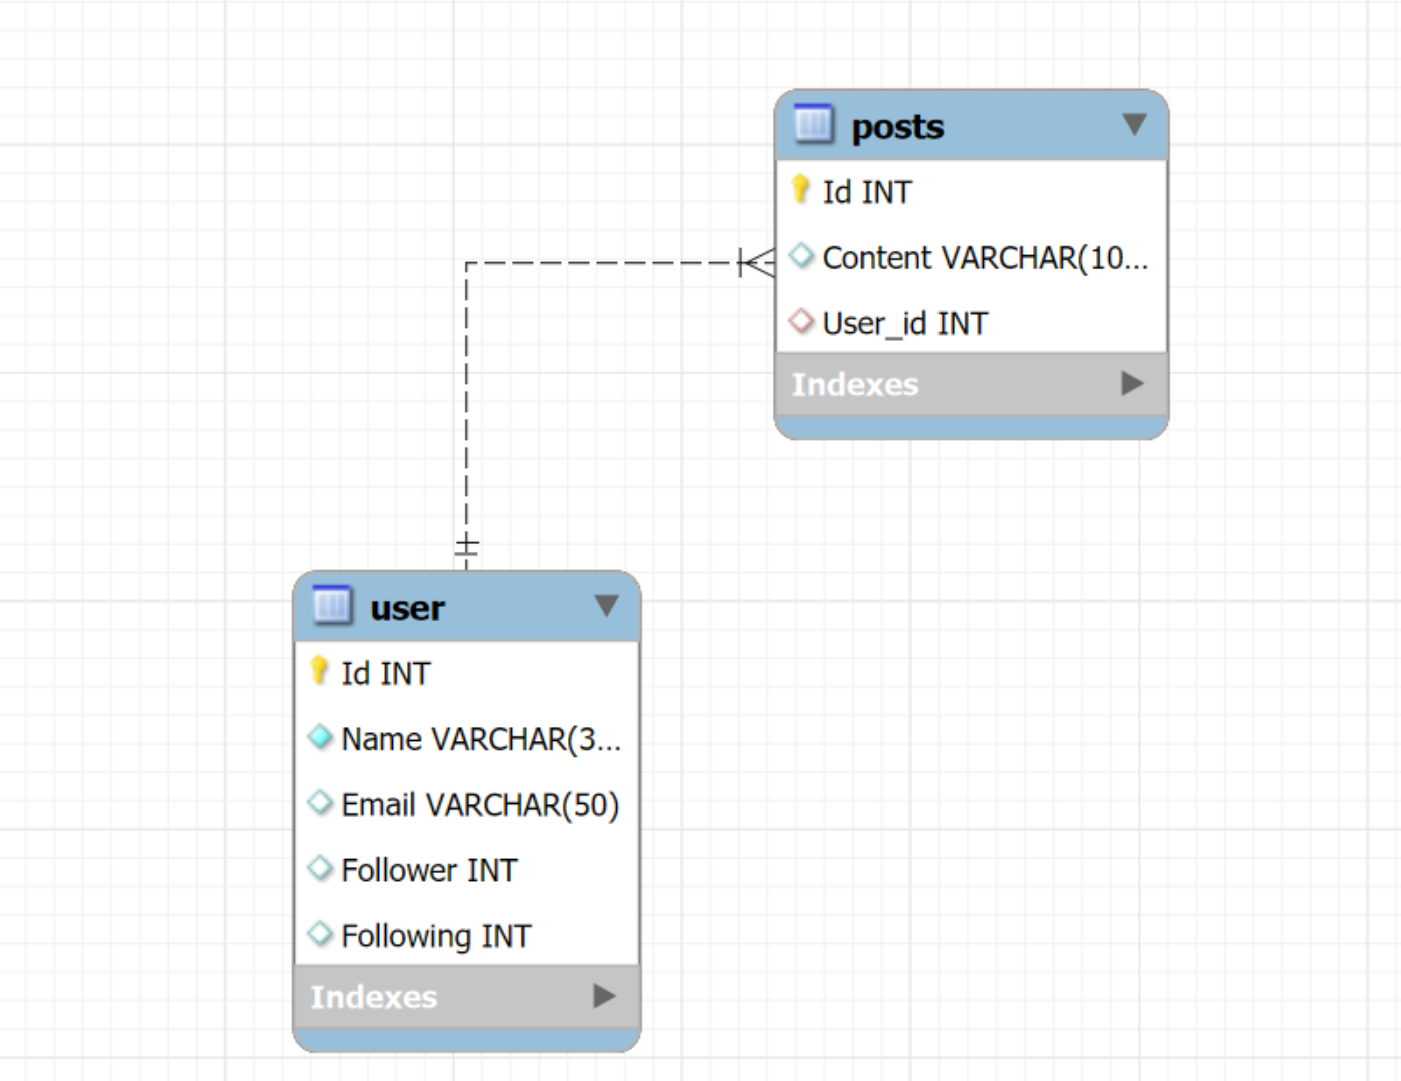 posts
Id INT
Content VARCHAR(10...
User_id INT
Indexes
user
Id INT
Name VARCHAR(3...
Email VARCHAR(50)
Follower INT
Following INT
Indexes